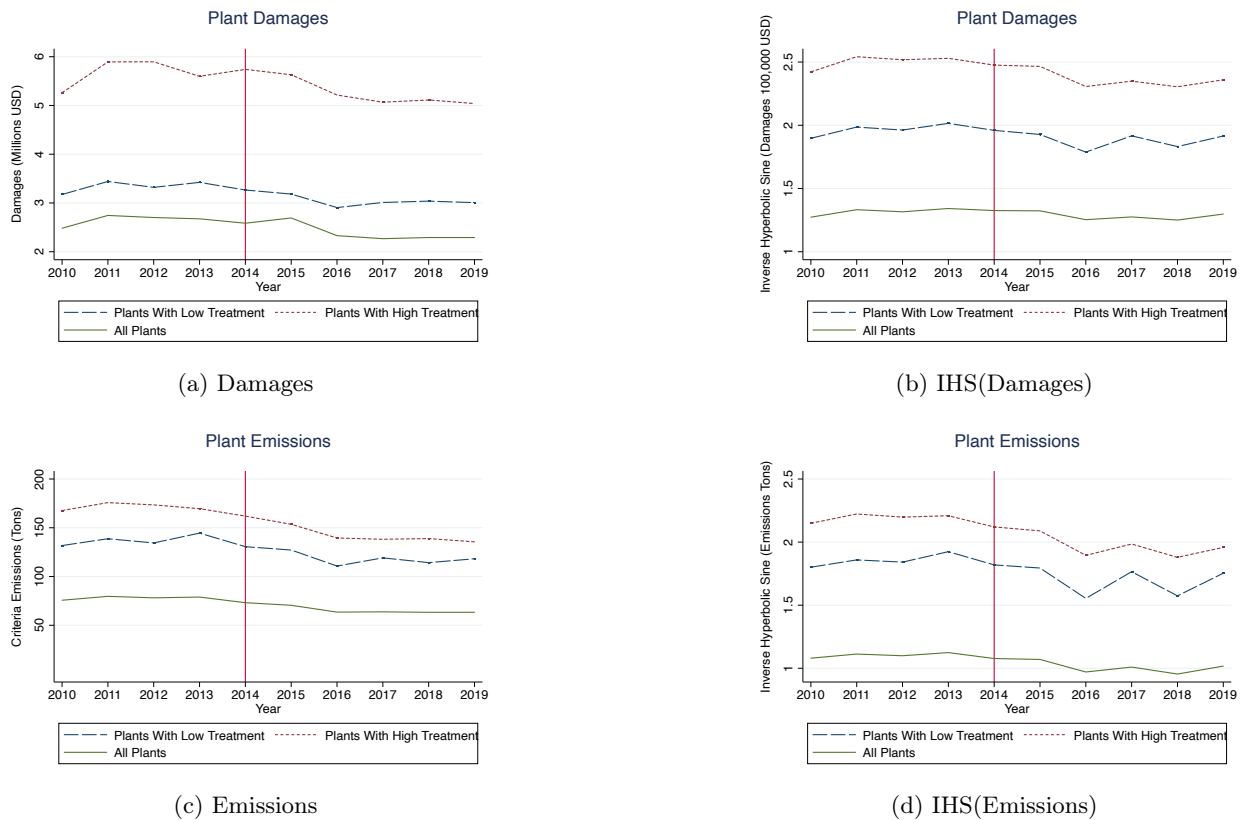 Plant Damages
Damages (Millions USD)
6
5
4
3
2
2010 2011 2012 2013 2014 2015 2016 2017 2018 2019
Year
Plants With Low Treatment Plants With High Treatment
All Plants
(a) Damages
Plant Damages
Inverse Hyperbolic Sine (Damages 100,000 USD)
2.5
2
1.5
1
2010 2011 2012 2013 2014 2015 2016 2017 2018 2019
Year
Plants With Low Treatment Plants With High Treatment
All Plants
(b) IHS(Damages)
Plant Emissions
Criteria Emissions (Tons)
200
150
100
50
2010 2011 2012 2013 2014 2015 2016 2017 2018 2019
Year
Plants With Low Treatment Plants With High Treatment
All Plants
(c) Emissions
Plant Emissions
Inverse Hyperbolic Sine (Emissions Tons)
2.5
2
1.5
1
2010 2011 2012 2013 2014 2015 2016 2017 2018 2019
Year
Plants With Low Treatment Plants With High Treatment
All Plants
(d) IHS(Emissions)